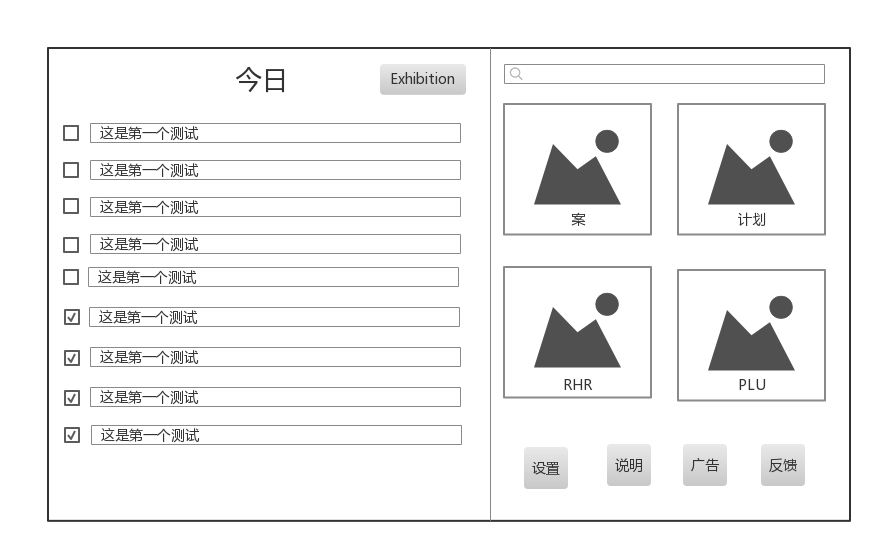 今日
Exhibition
这是第一个测试
这是第一个测试
这是第一个测试
这是第一个测试
这是第一个测试
这是第一个测试
这是第一个测试
这是第一个测试
这是第一个测试
案
计划
RHR
PLU
设置
说明
广告
反馈